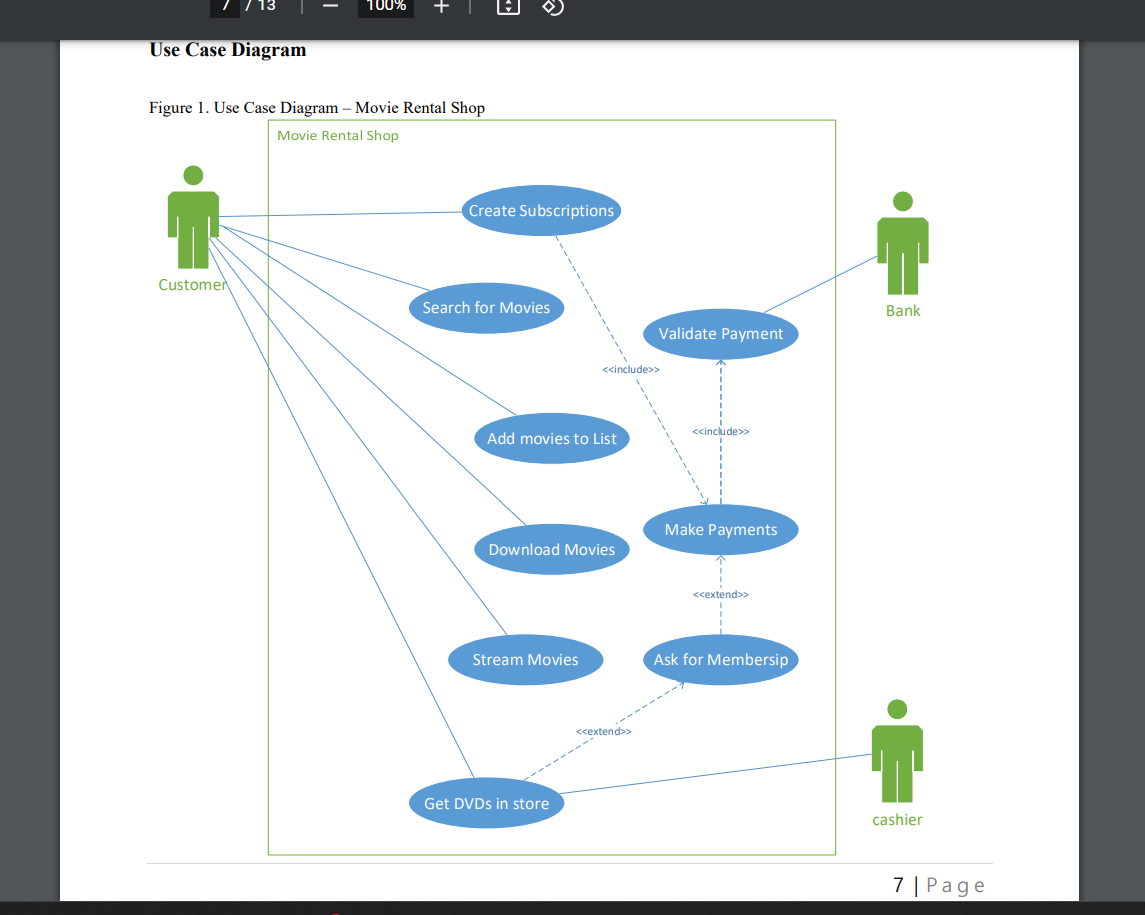 7 / 13
100%
Use Case Diagram
Figure 1. Use Case Diagram – Movie Rental Shop
Movie Rental Shop
Create Subscriptions
Customer
Search for Movies
Bank
Validate Payment
<<include>>
<<include>>
Add movies to List
Make Payments
Download Movies
<<extend>>
Stream Movies
Ask for Membersip
<<extend>>
Get DVDs in store
cashier
7 | Page